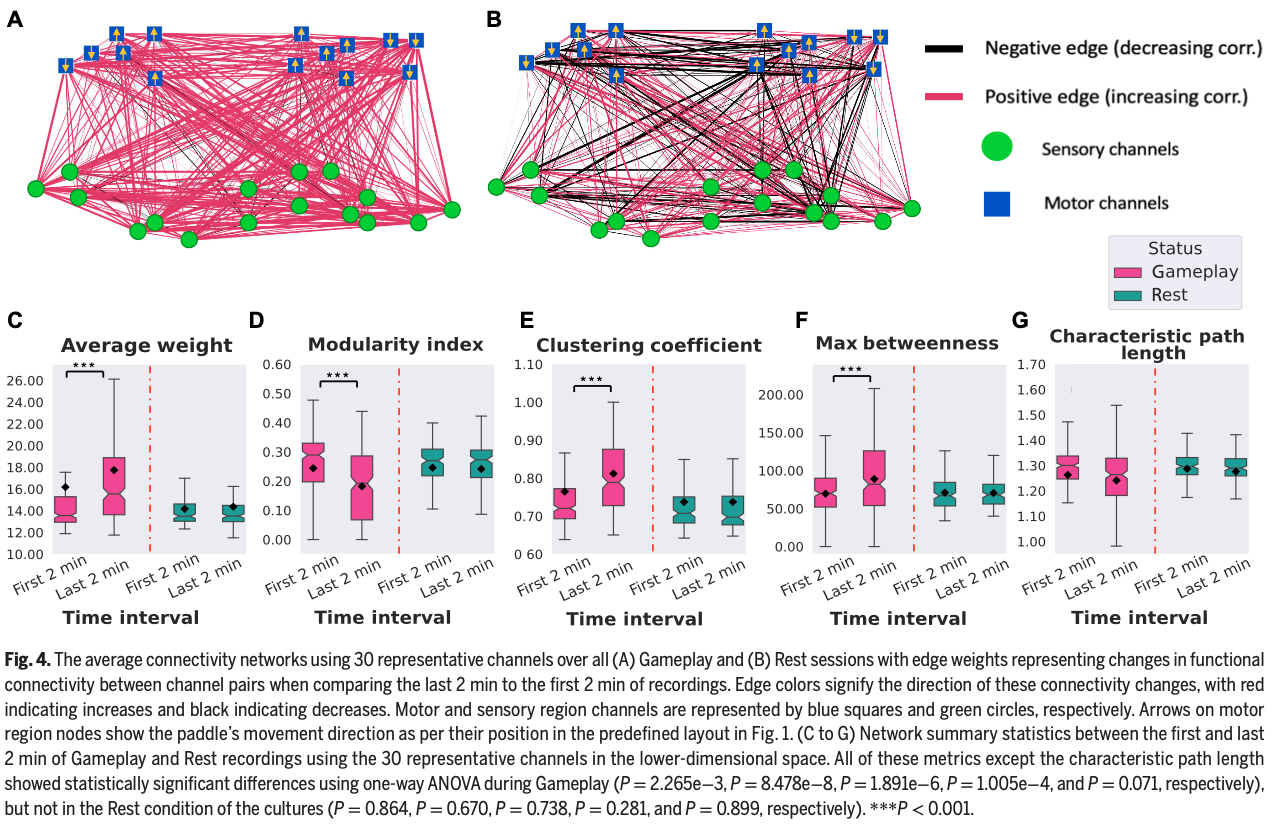 A
B
Negative edge (decreasing corr.)
Positive edge (increasing corr.)
Sensory channels
Motor channels
Status
Gameplay
Rest
C
Average weight
***
26.00
24.00
22.00
20.00
18.00
16.00
14.00
12.00
10.00
First 2 min
Last 2 min
First 2 min
Last 2 min
Time interval
D
Modularity index
***
0.60
0.50
0.40
0.30
0.20
0.10
0.00
First 2 min
Last 2 min
First 2 min
Last 2 min
Time interval
E
Clustering coefficient
***
1.10
1.00
0.90
0.80
0.70
0.60
First 2 min
Last 2 min
First 2 min
Last 2 min
Time interval
F
Max betweenness
***
200.00
150.00
100.00
50.00
0.00
First 2 min
Last 2 min
First 2 min
Last 2 min
Time interval
G
Characteristic path
length
1.70
1.60
1.50
1.40
1.30
1.20
1.10
1.00
First 2 min
Last 2 min
First 2 min
Last 2 min
Time interval
Fig. 4. The average connectivity networks using 30 representative channels over all (A) Gameplay and (B) Rest sessions with edge weights representing changes in functional
connectivity between channel pairs when comparing the last 2 min to the first 2 min of recordings. Edge colors signify the direction of these connectivity changes, with red
indicating increases and black indicating decreases. Motor and sensory region channels are represented by blue squares and green circles, respectively. Arrows on motor
region nodes show the paddle's movement direction as per their position in the predefined layout in Fig. 1. (C to G) Network summary statistics between the first and last
2 min of Gameplay and Rest recordings using the 30 representative channels in the lower-dimensional space. All of these metrics except the characteristic path length
showed statistically significant differences using one-way ANOVA during Gameplay (P = 2.265e−3, P = 8.478e−8, P = 1.891e−6, P = 1.005e−4, and P = 0.071, respectively),
but not in the Rest condition of the cultures (P = 0.864, P = 0.670, P = 0.738, P = 0.281, and P = 0.899, respectively). ***P < 0.001.